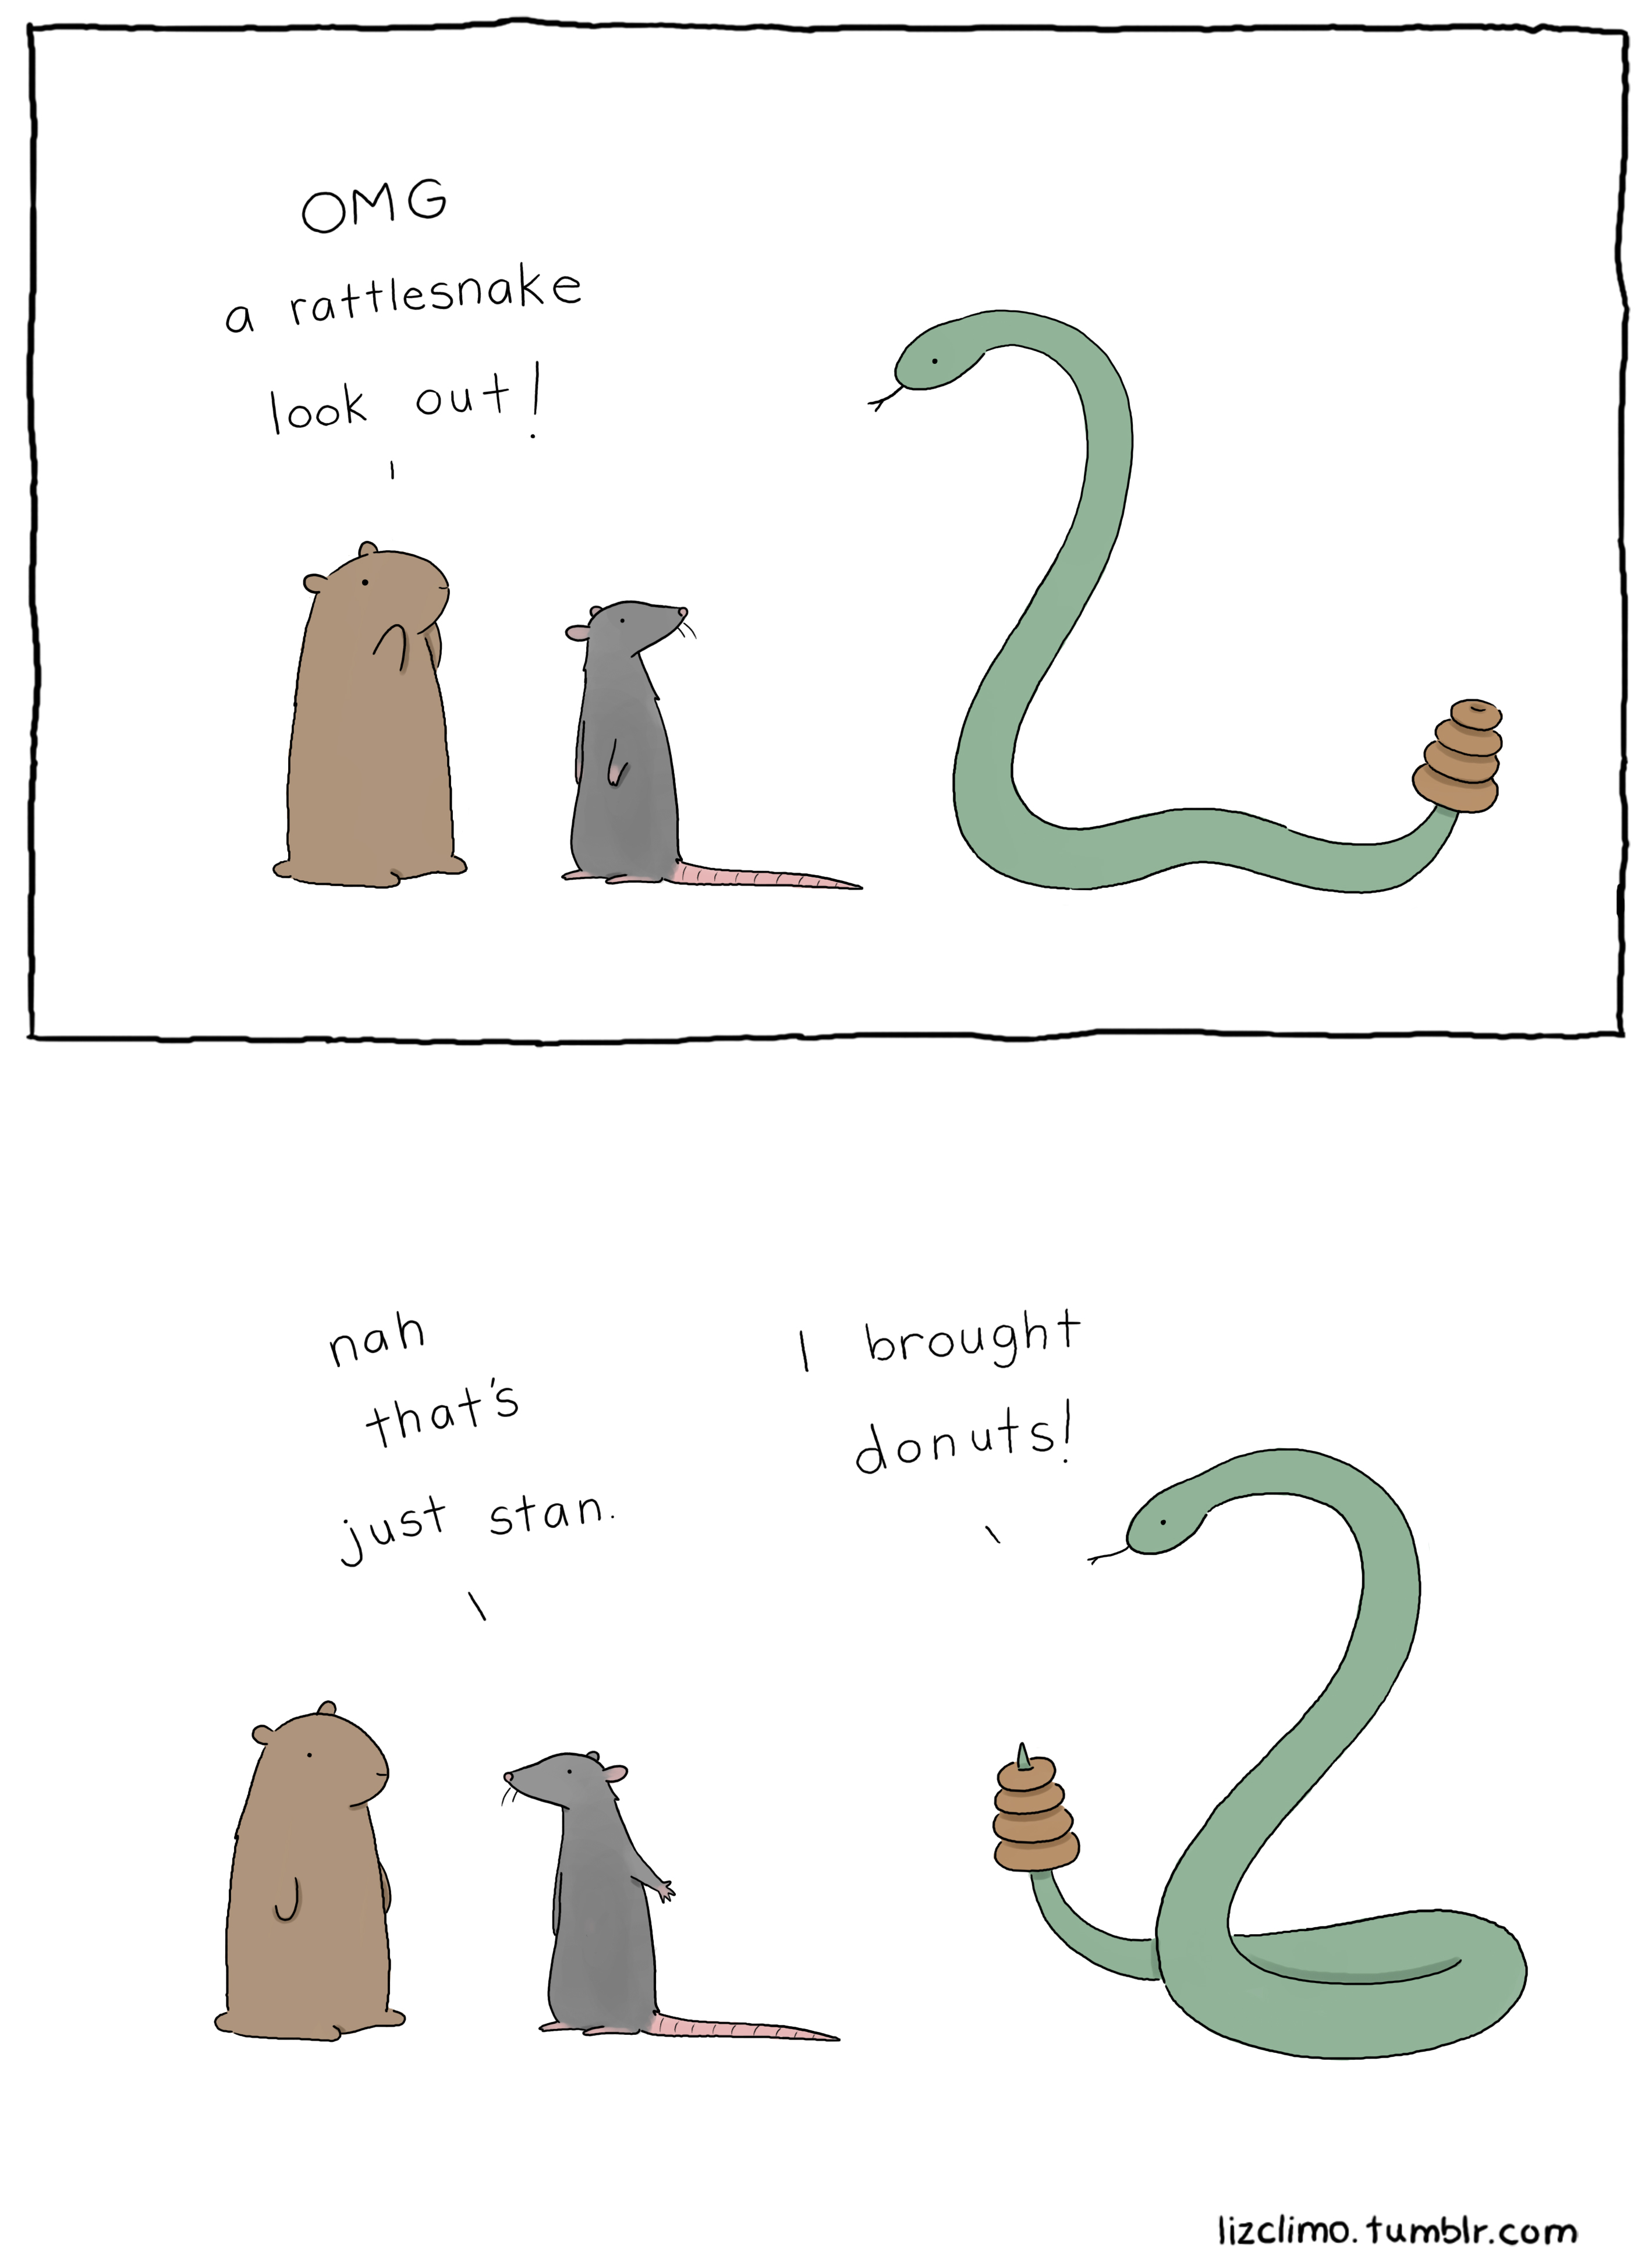 OMG
a rattlesnake
look out!
nah
that's
just stan.
I brought
donuts!
lizclimo.tumblr.com